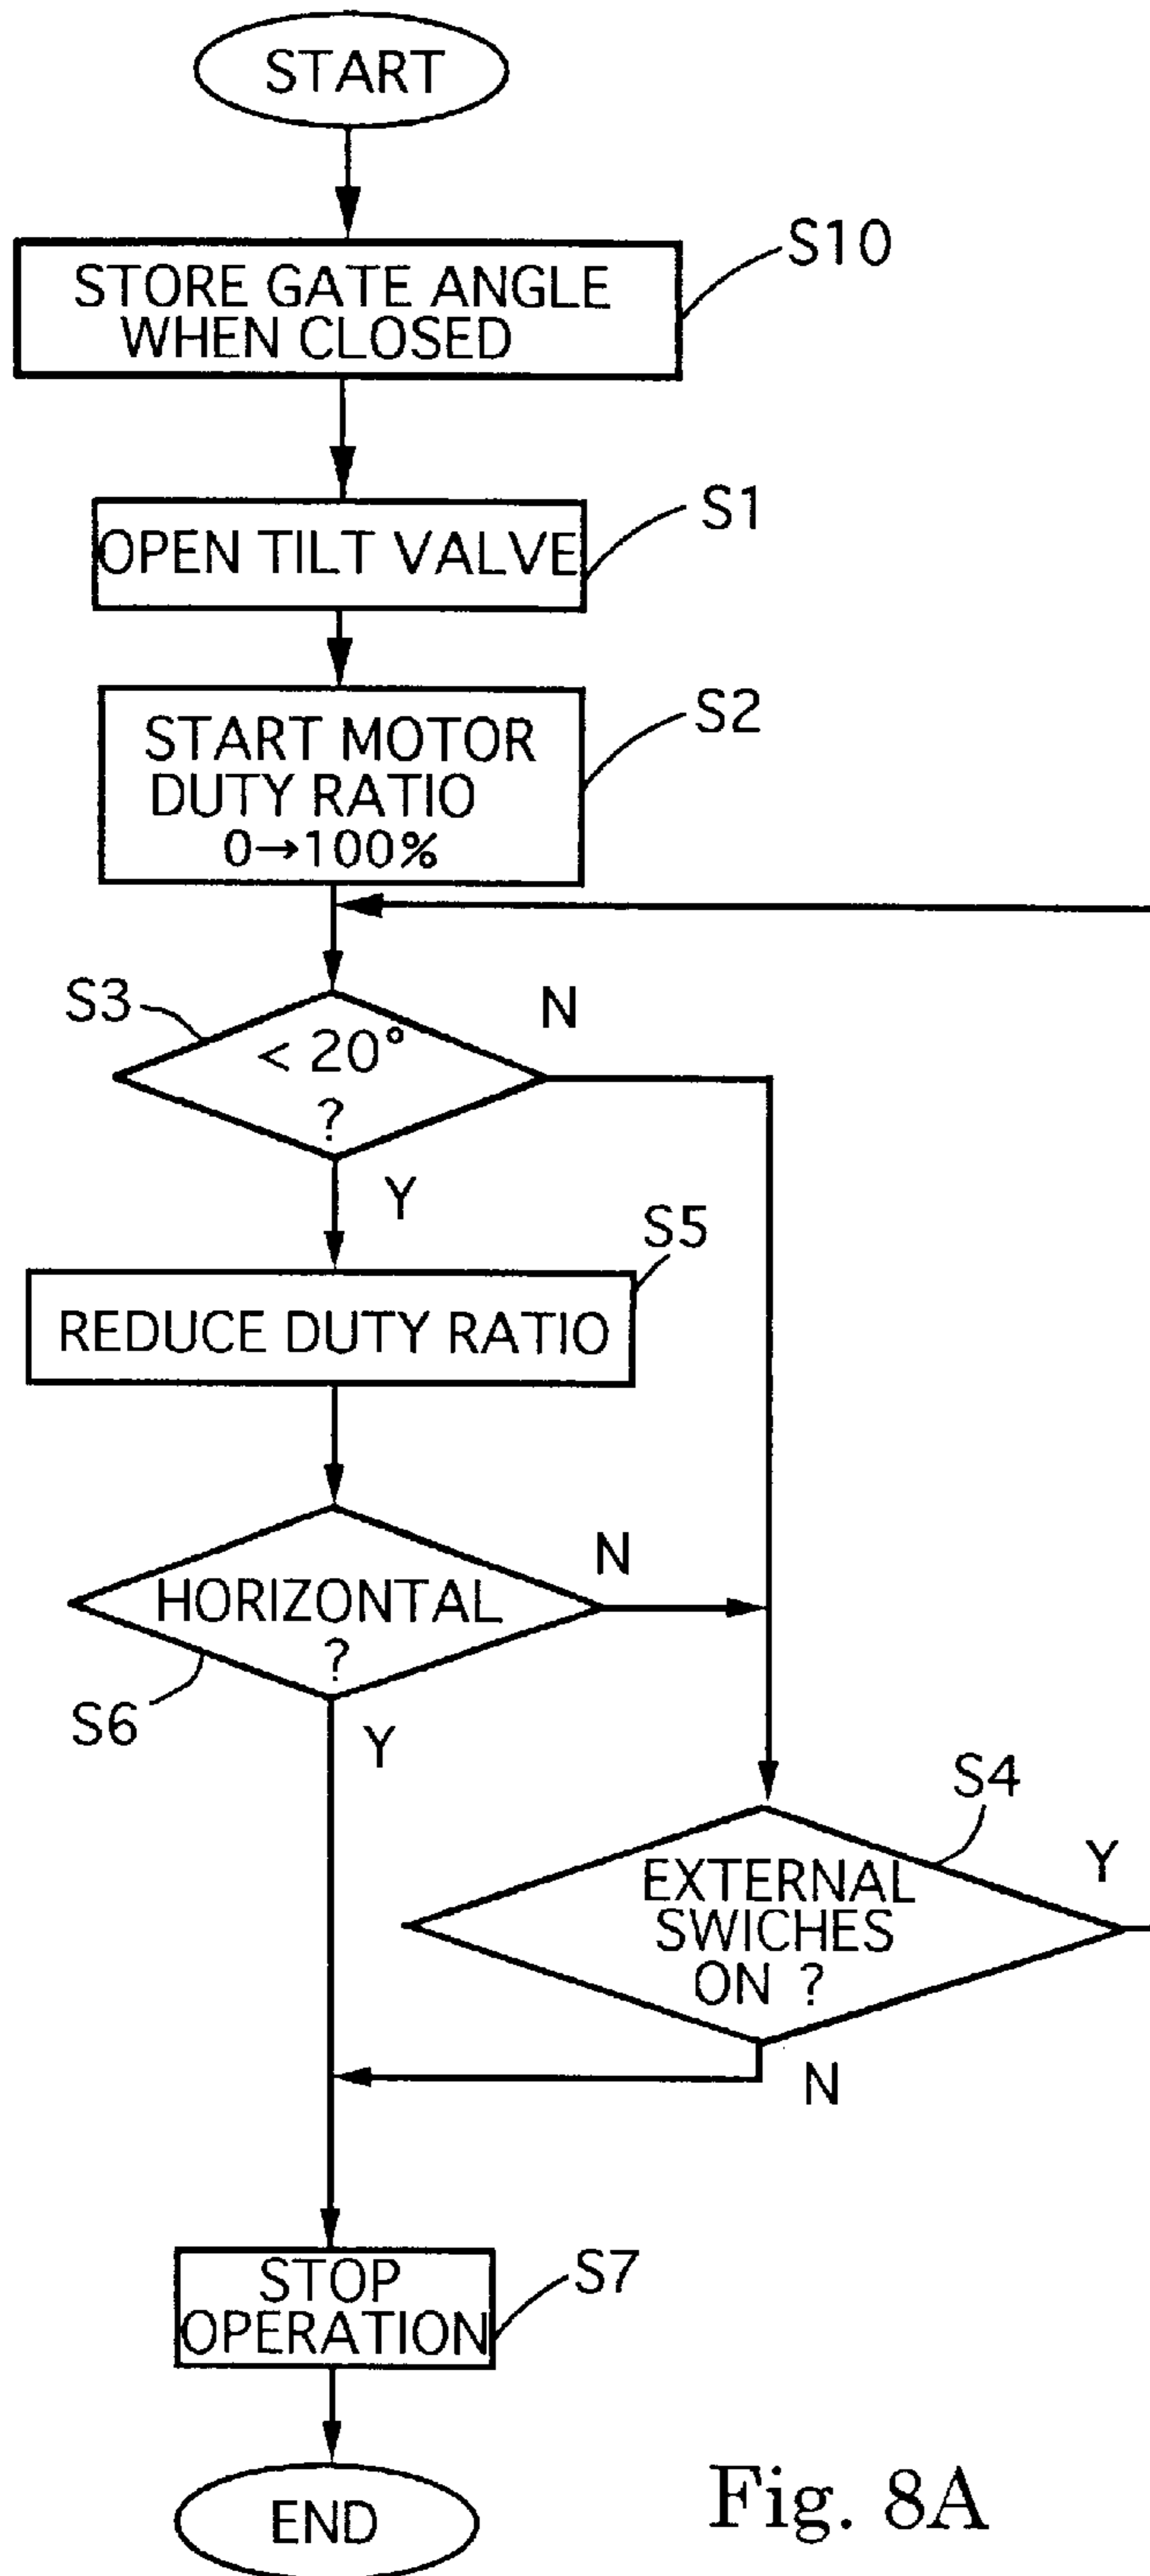 START
S10
STORE GATE ANGLE
WHEN CLOSED
S1
OPEN TILT VALVE
S2
START MOTOR
DUTY RATIO
0→100%
S3
N
< 20°
?
Y
S5
REDUCE DUTY RATIO
N
HORIZONTAL
?
S6
Y
S4
Y
EXTERNAL
SWICHES
ON ?
N
S7
STOP
OPERATION
END
Fig. 8A